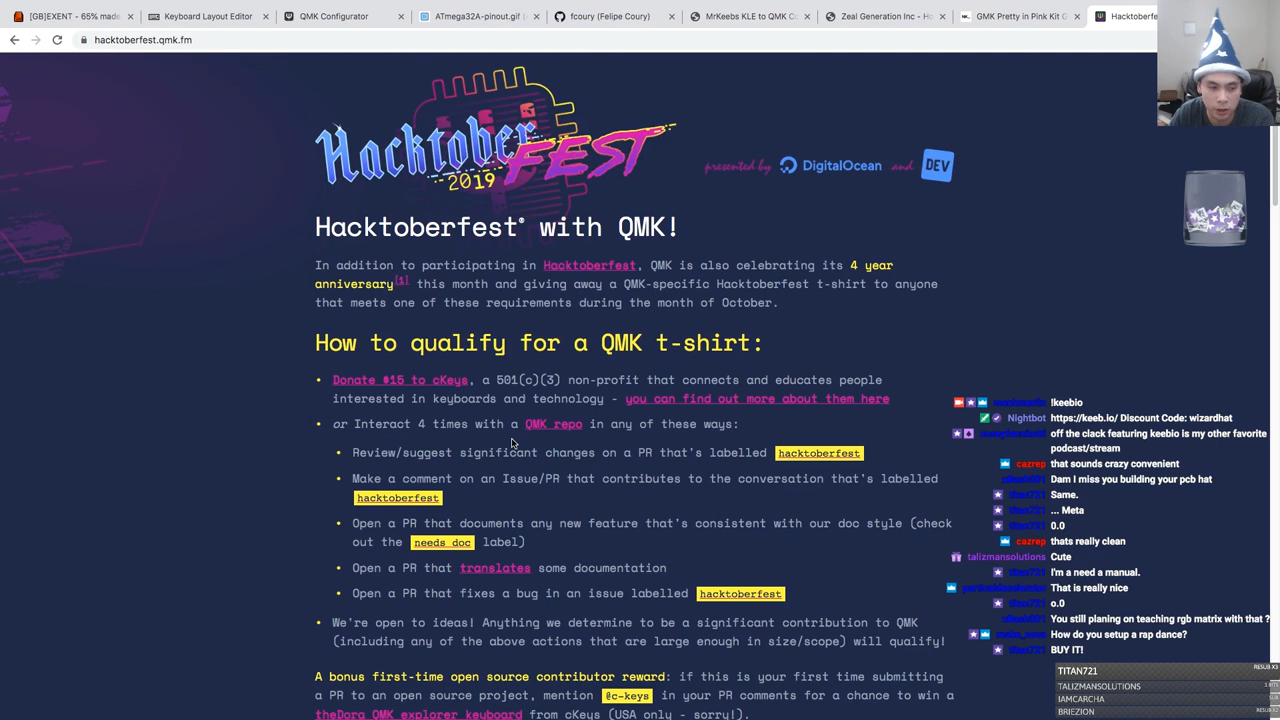 [GB]EXENT - 65% made
Keyboard Layout Editor
QMK Configurator
ATmega32A-pinout.gif
fcoury (Felipe Coury)
MrKeebs KLE to QMK C
Zeal Generation Inc - Ho
GMK Pretty in Pink Kit G
Hacktoberfe
hacktoberfest.qmk.fm
Hacktober FEST
2019
presented by DigitalOcean and DEV
Hacktoberfest® with QMK!
In addition to participating in Hacktoberfest, QMK is also celebrating its 4 year
anniversary[1] this month and giving away a QMK-specific Hacktoberfest t-shirt to anyone
that meets one of these requirements during the month of October.
How to qualify for a QMK t-shirt:
• Donate $15 to cKeys, a 501(c)(3) non-profit that connects and educates people
interested in keyboards and technology - you can find out more about them here
• or Interact 4 times with a QMK repo in any of these ways:
• Review/suggest significant changes on a PR that's labelled hacktoberfest
• Make a comment on an Issue/PR that contributes to the conversation that's labelled
hacktoberfest
• Open a PR that documents any new feature that's consistent with our doc style (check
out the needs doc label)
• Open a PR that translates some documentation
• Open a PR that fixes a bug in an issue labelled hacktoberfest
• We're open to ideas! Anything we determine to be a significant contribution to QMK
(including any of the above actions that are large enough in size/scope) will qualify!
A bonus first-time open source contributor reward: if this is your first time submitting
a PR to an open source project, mention @c-keys in your PR comments for a chance to win a
theDora QMK explorer keyboard from cKeys (USA only - sorry!).
!keebio
Nightbot https://keeb.io/ Discount Code: wizardhat
off the clack featuring keebio is my other favorite
podcast/stream
cazrep that sounds crazy convenient
Dam I miss you building your pcb hat
titan721 Same.
titan721 ... Meta
titan721 0.0
cazrep thats really clean
talizmansolutions Cute
titan721 I'm a need a manual.
That is really nice
titan721 o.0
You still planing on teaching rgb matrix with that ?
How do you setup a rap dance?
titan721 BUY IT!
TITAN721 RESUB X3
TALIZMANSOLUTIONS
IAMCARCHA
BRIEZION RESUB X2